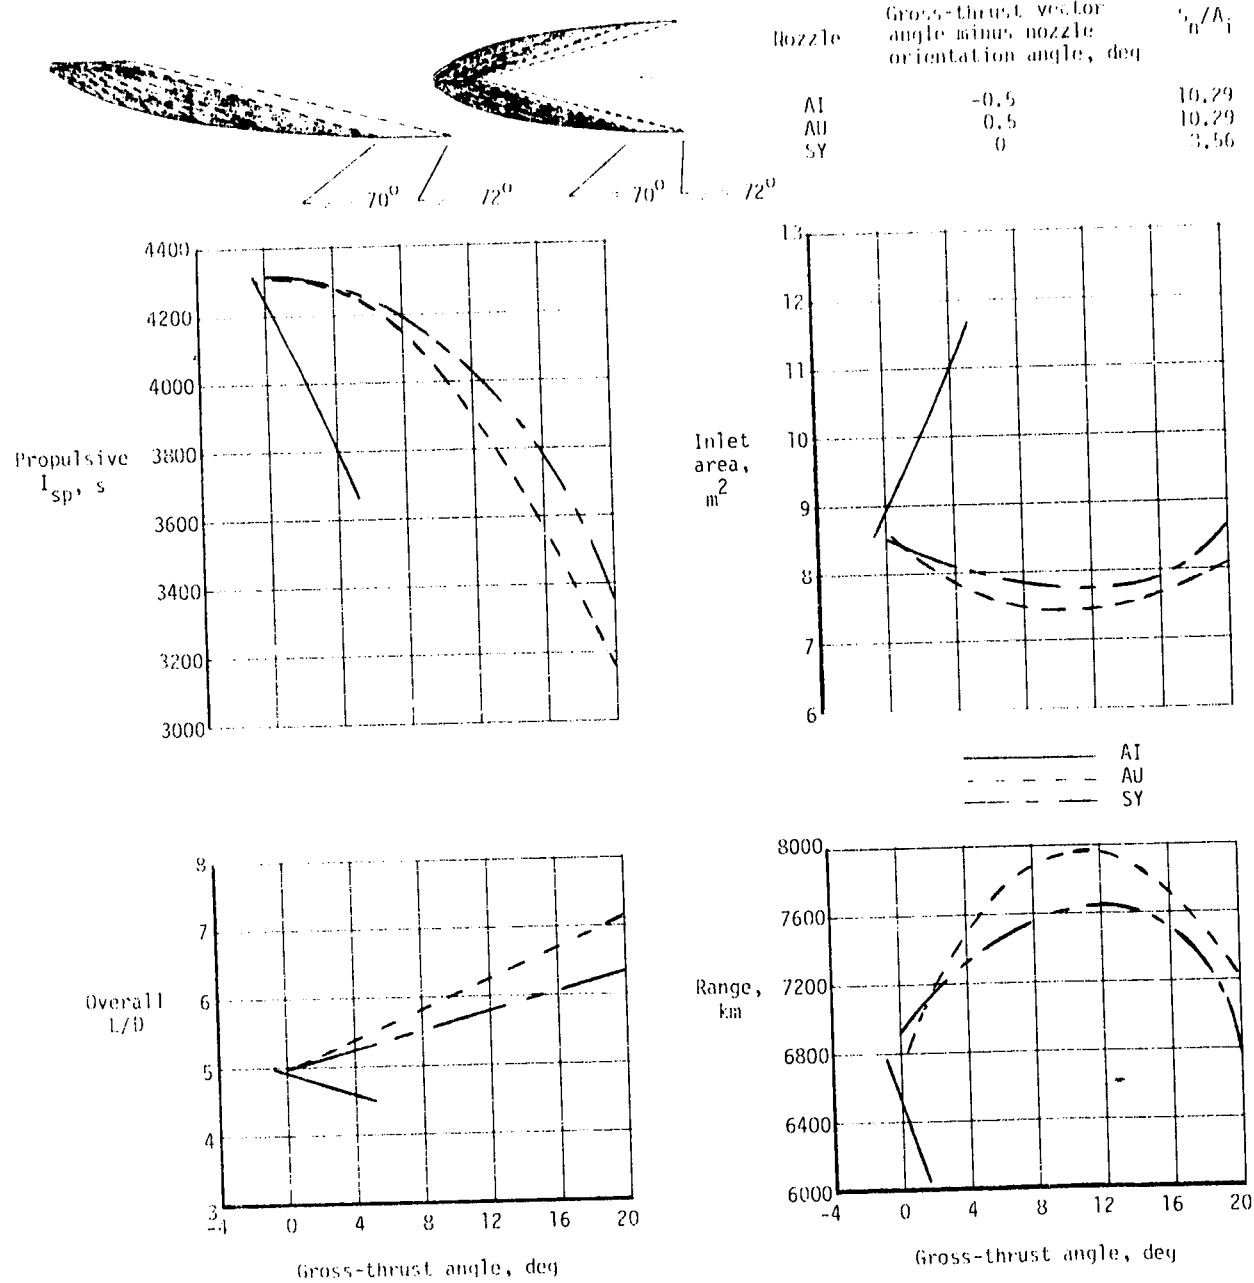 Nozzle
Gross-thrust vector
angle minus nozzle
orientation angle, deg
/Ai
AI -0.5 10.29
AU 0.5 10.29
SY 0 3.56
70° 72° 70° 72°
4400
4200
4000
3800
3600
3400
3200
3000
Propulsive
Isp, s
13
12
11
10
9
8
7
6
Inlet
area,
m2
AI
AU
SY
8
7
6
5
4
3
Overall
L/D
-4 0 4 8 12 16 20
Gross-thrust angle, deg
8000
7600
7200
6800
6400
6000
Range,
km
-4 0 4 8 12 16 20
Gross-thrust angle, deg